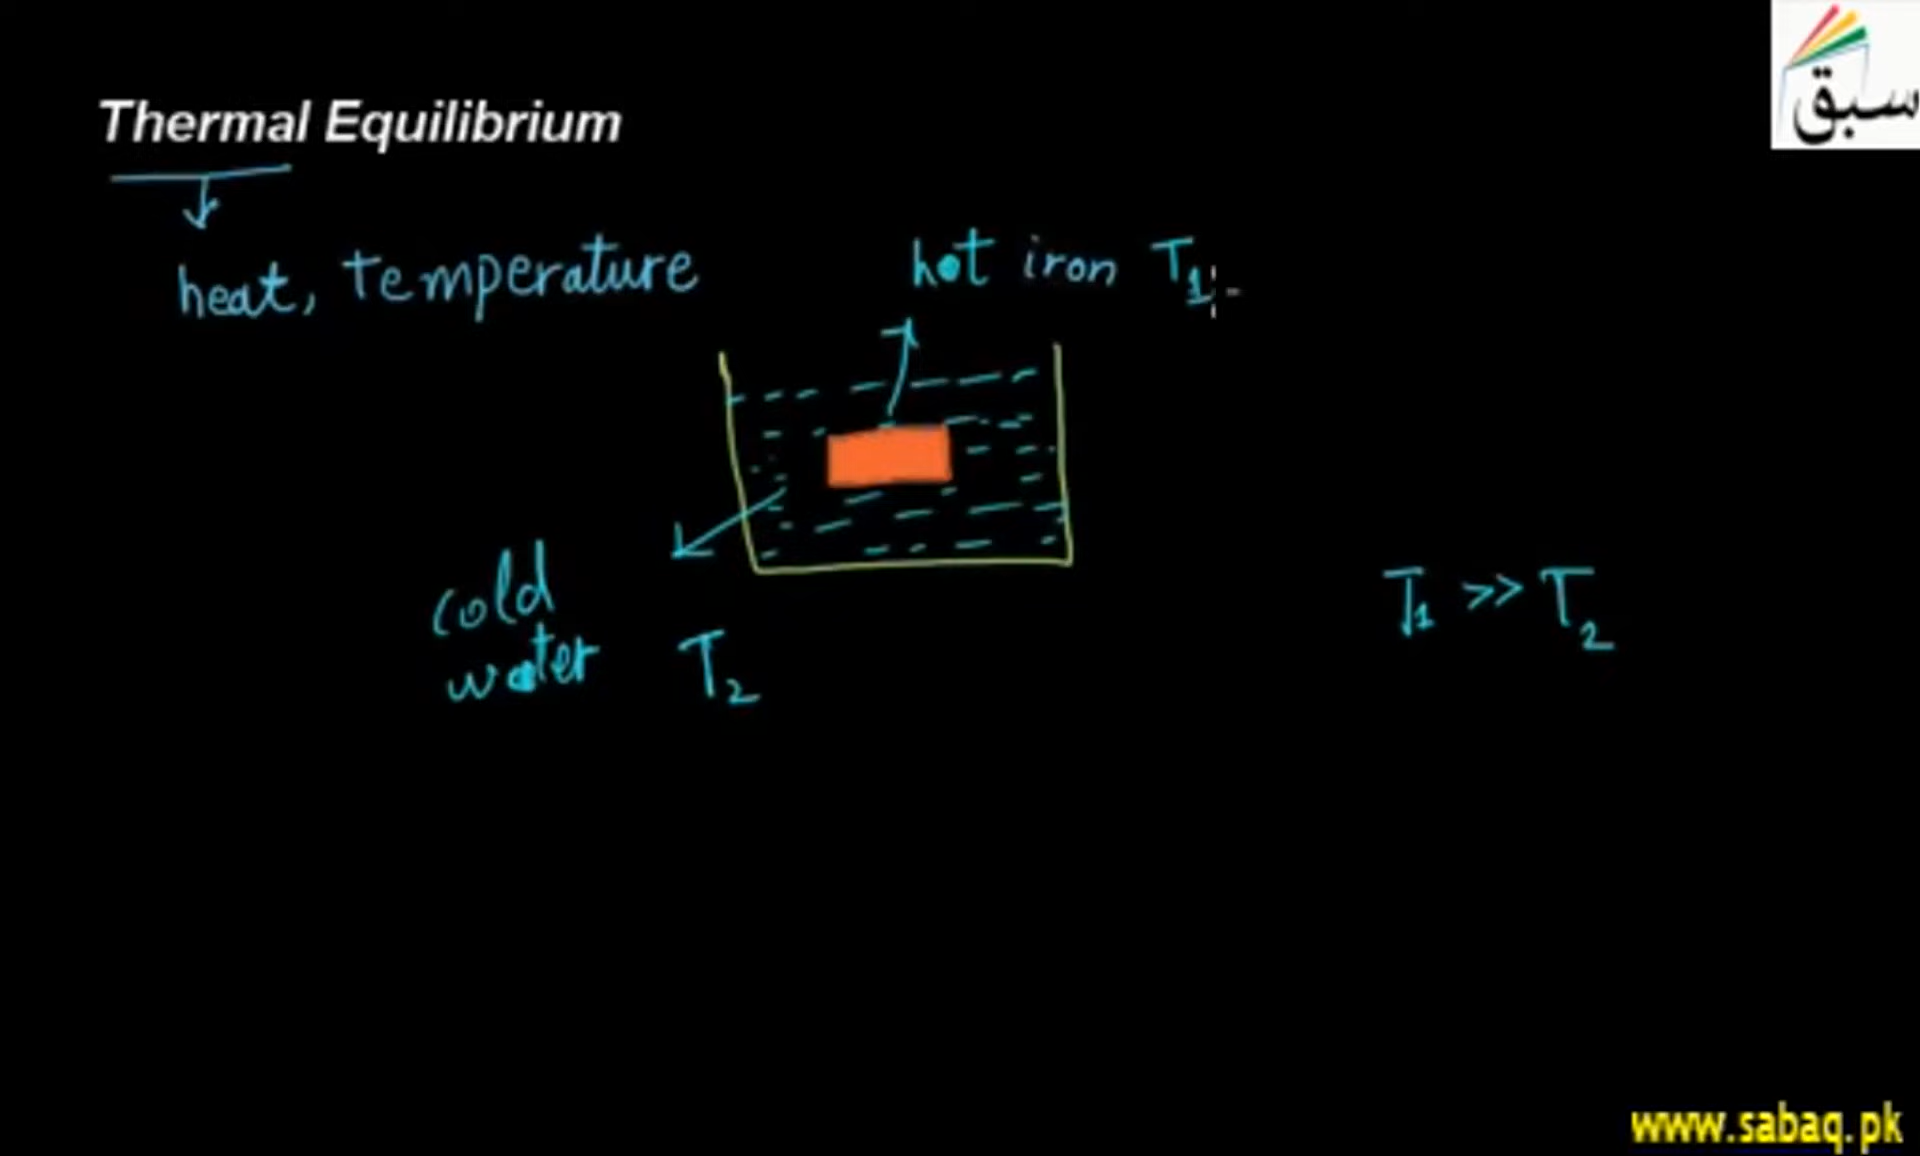 سبق
Thermal Equilibrium
heat, temperature
hot iron T₁
cold
water T₂
T₁ >> T₂
www.sabaq.pk